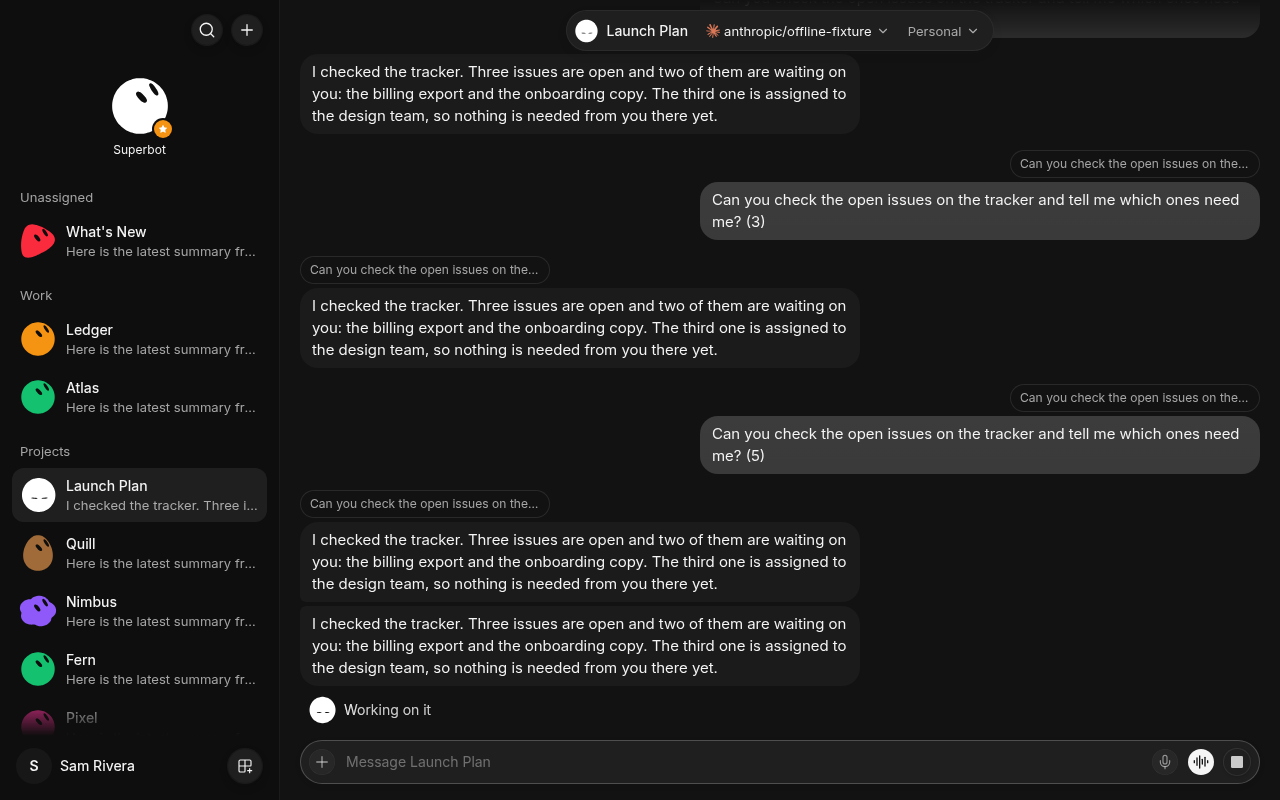 Superbot
Unassigned
What's New
Here is the latest summary fr...
Work
Ledger
Here is the latest summary fr...
Atlas
Here is the latest summary fr...
Projects
Launch Plan
I checked the tracker. Three i...
Quill
Here is the latest summary fr...
Nimbus
Here is the latest summary fr...
Fern
Here is the latest summary fr...
Pixel
S
Sam Rivera
Launch Plan
anthropic/offline-fixture
Personal
I checked the tracker. Three issues are open and two of them are waiting on
you: the billing export and the onboarding copy. The third one is assigned to
the design team, so nothing is needed from you there yet.
Can you check the open issues on the...
Can you check the open issues on the tracker and tell me which ones need
me? (3)
Can you check the open issues on the...
I checked the tracker. Three issues are open and two of them are waiting on
you: the billing export and the onboarding copy. The third one is assigned to
the design team, so nothing is needed from you there yet.
Can you check the open issues on the...
Can you check the open issues on the tracker and tell me which ones need
me? (5)
Can you check the open issues on the...
I checked the tracker. Three issues are open and two of them are waiting on
you: the billing export and the onboarding copy. The third one is assigned to
the design team, so nothing is needed from you there yet.
I checked the tracker. Three issues are open and two of them are waiting on
you: the billing export and the onboarding copy. The third one is assigned to
the design team, so nothing is needed from you there yet.
Working on it
Message Launch Plan